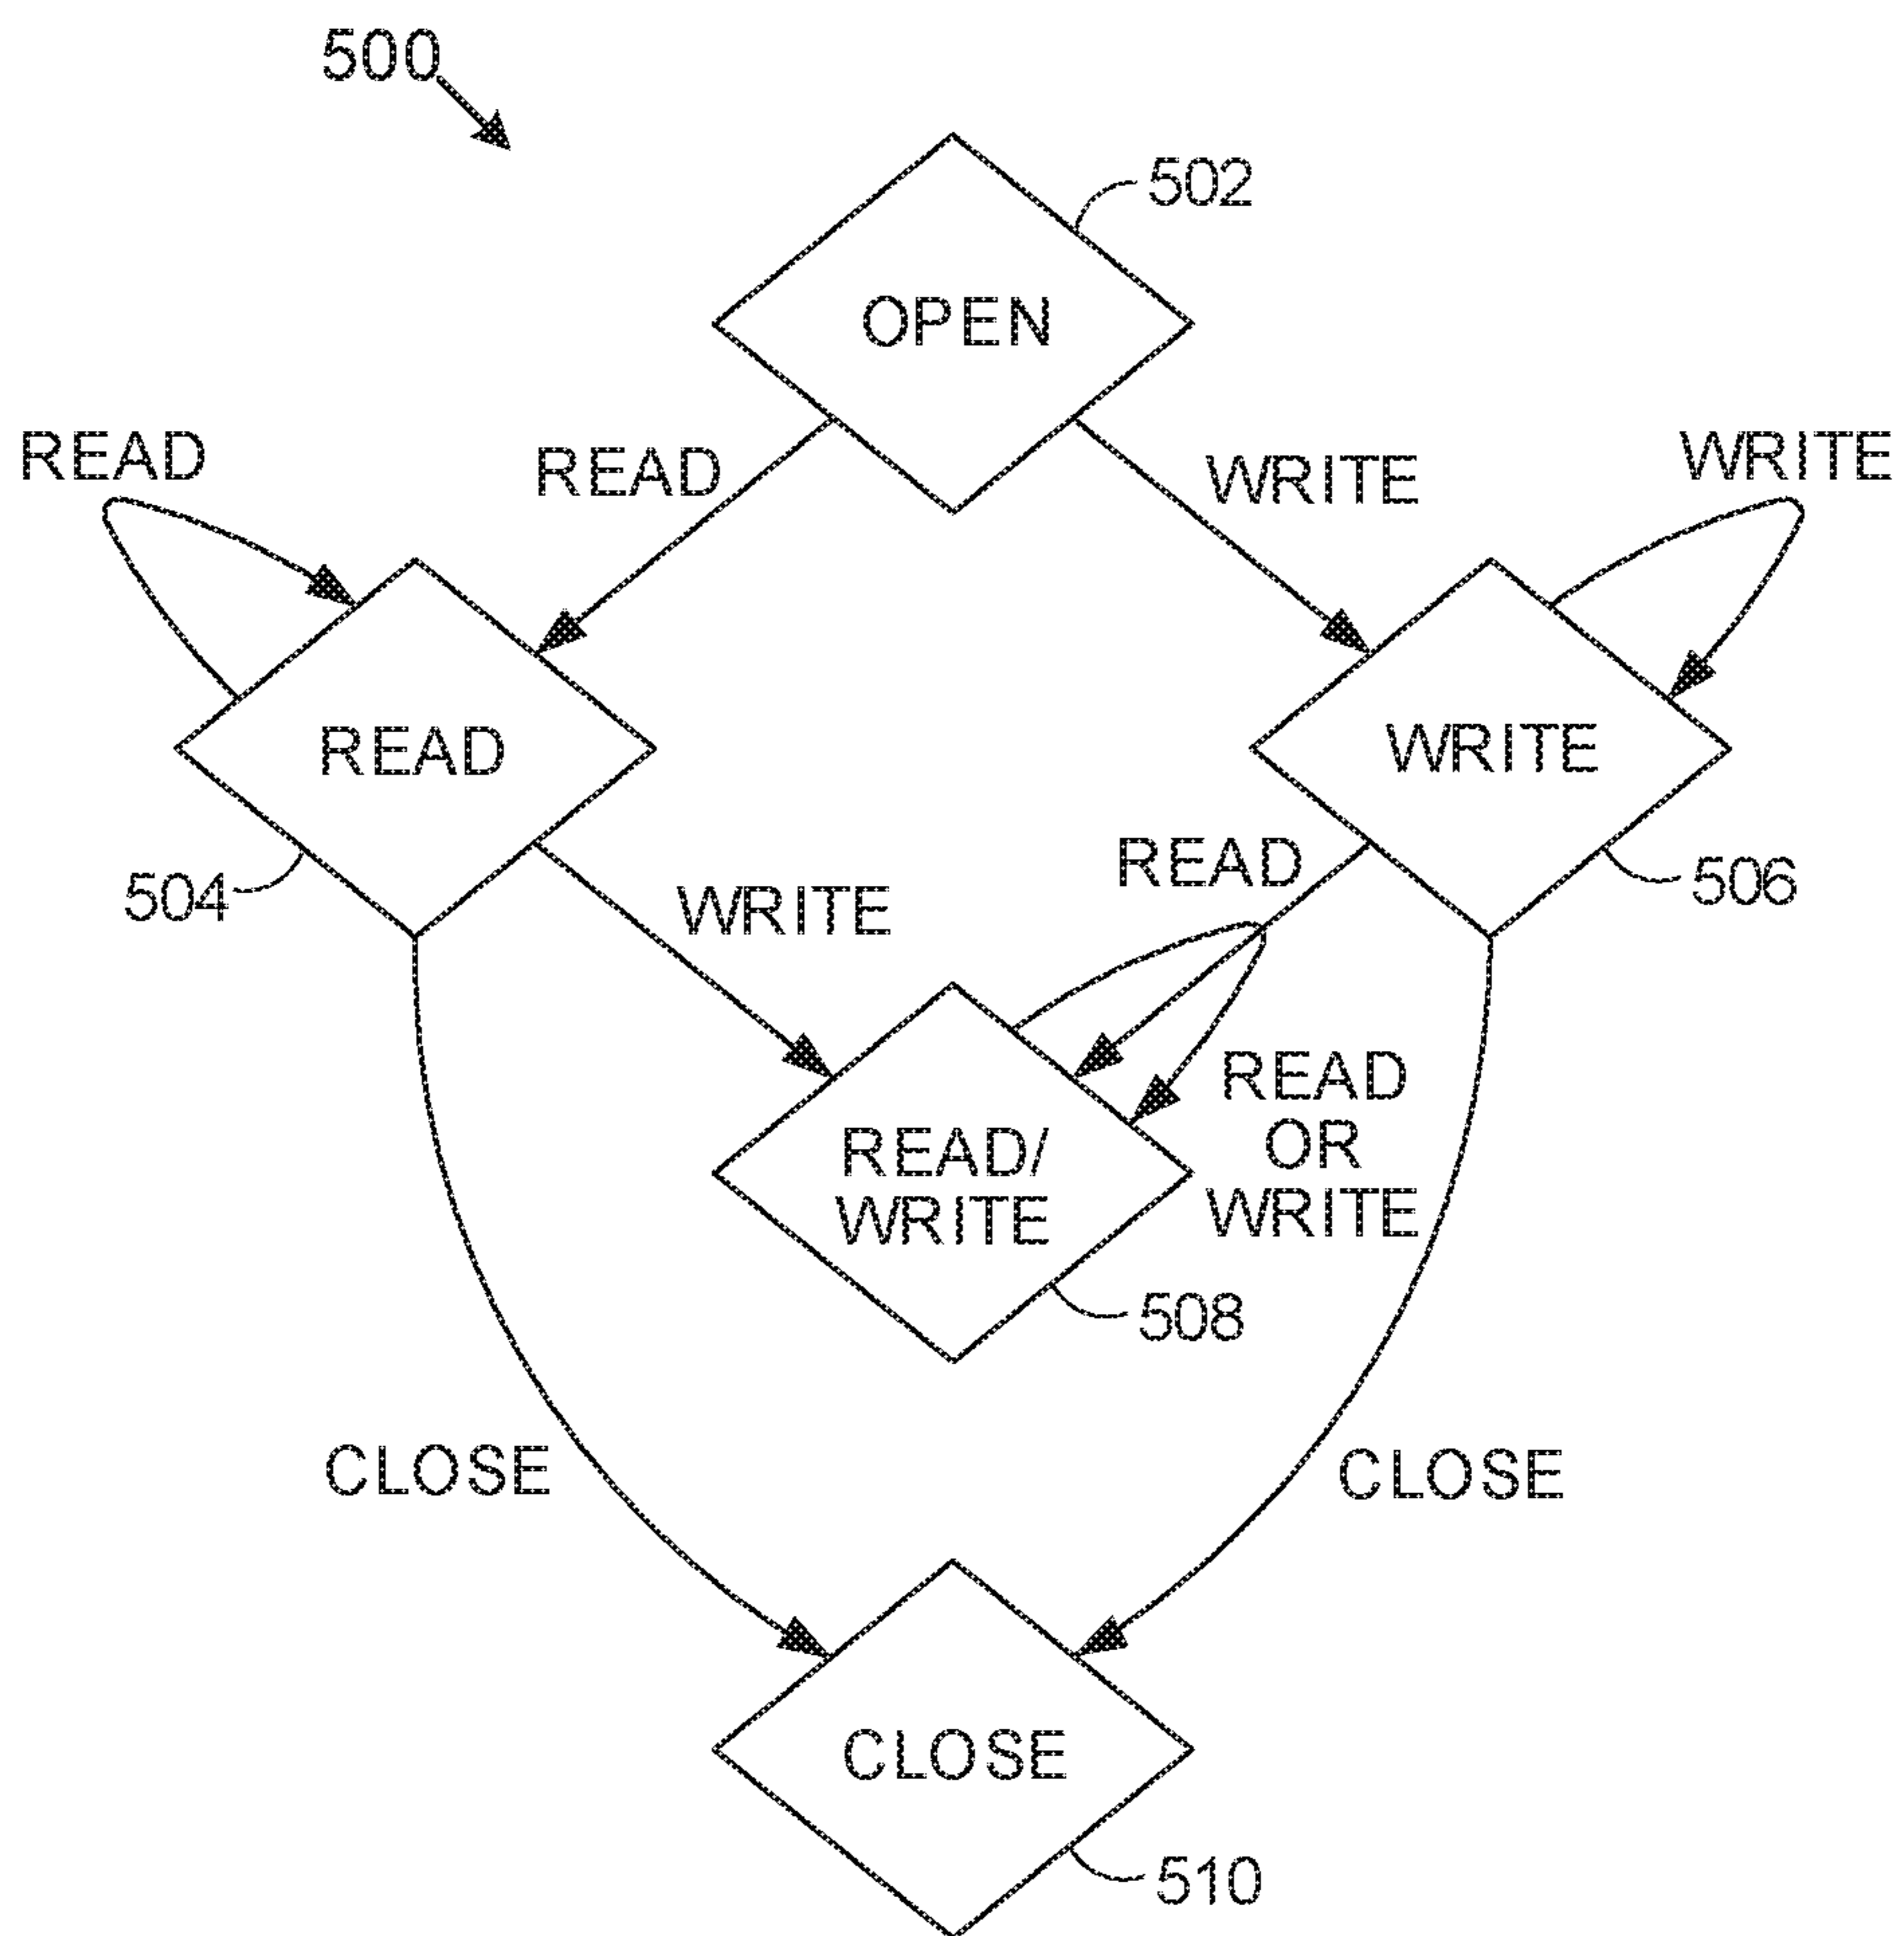 500
502
OPEN
READ
READ
WRITE
WRITE
READ
WRITE
504
WRITE
READ
506
READ/
WRITE
READ
OR
WRITE
508
CLOSE
CLOSE
CLOSE
510